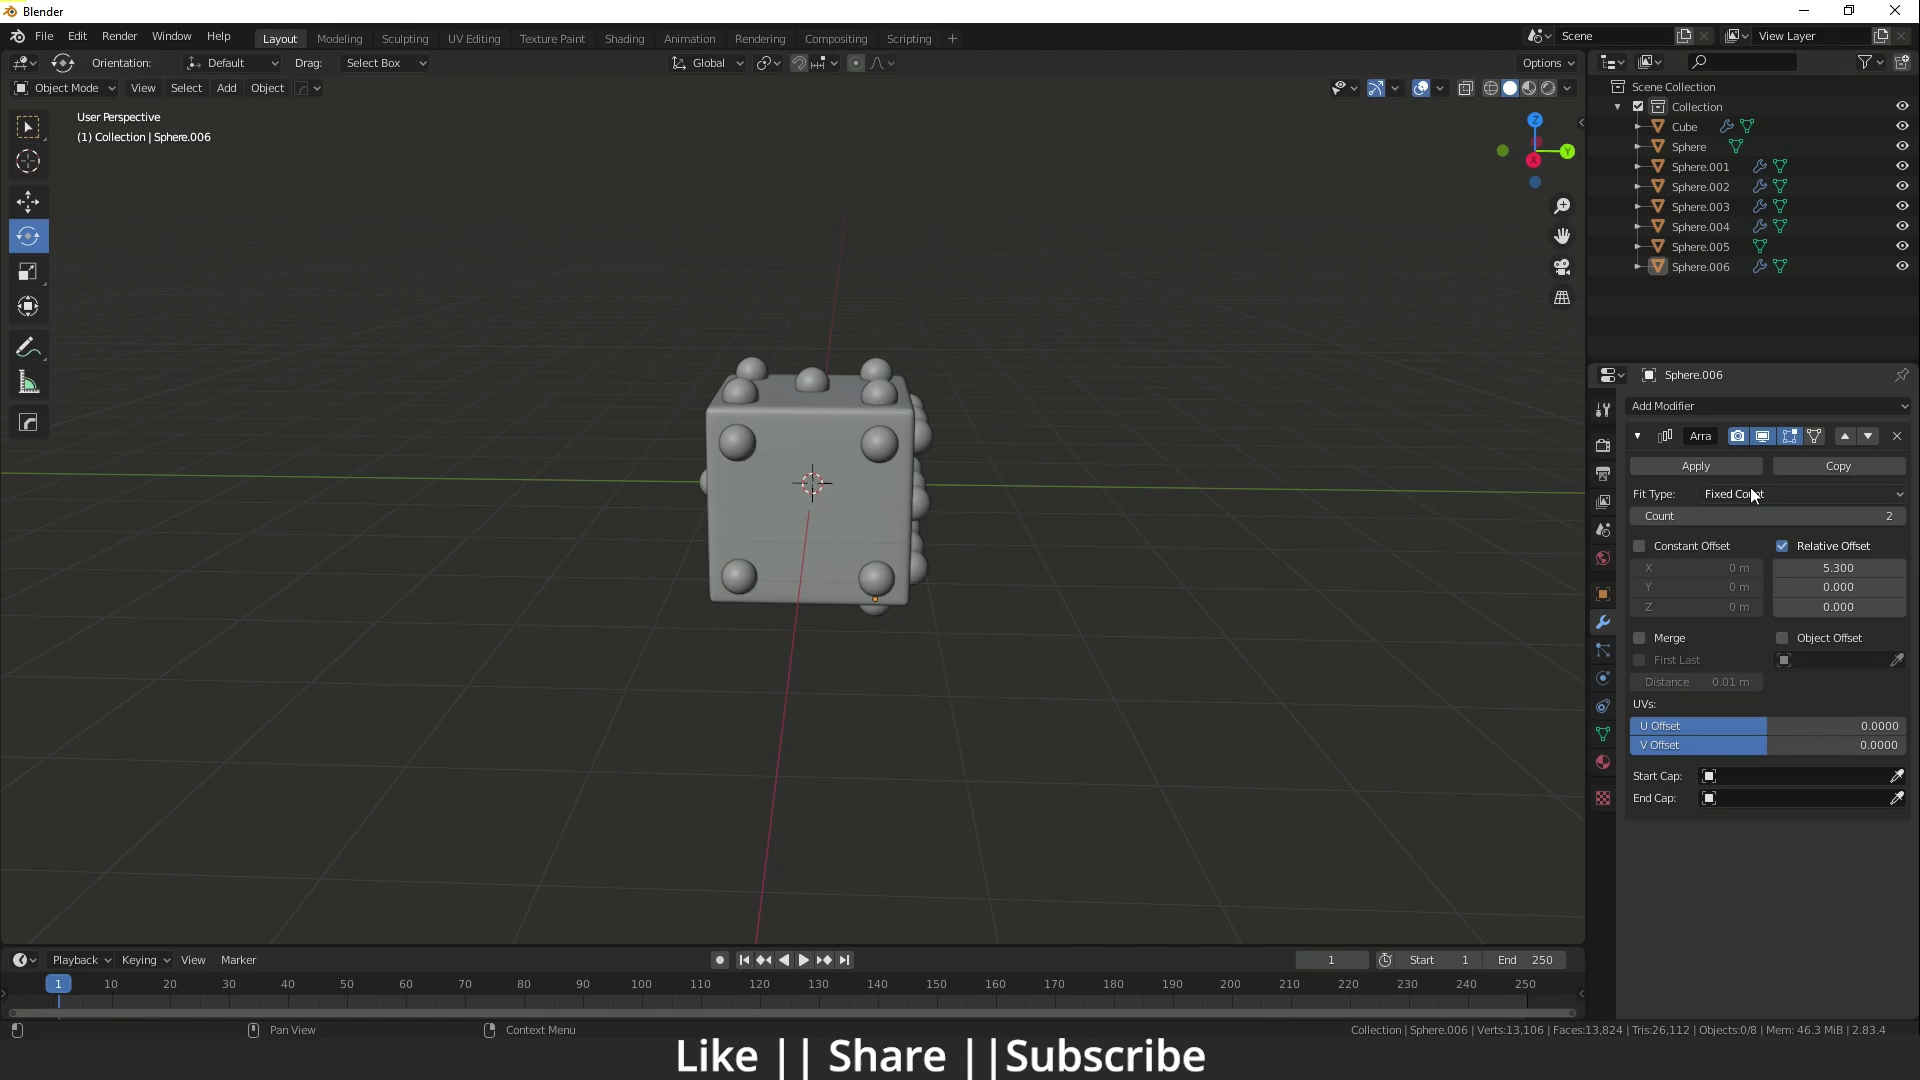 Blender
File Edit Render Window Help Layout Modeling Sculpting UV Editing Texture Paint Shading Animation Rendering Compositing Scripting + Scene View Layer
Orientation: Default Drag: Select Box Global Options
Object Mode View Select Add Object
User Perspective
(1) Collection | Sphere.006
Z
Y
X
Scene Collection
Collection
Cube
Sphere
Sphere.001
Sphere.002
Sphere.003
Sphere.004
Sphere.005
Sphere.006
Sphere.006
Add Modifier
Arra
Apply Copy
Fit Type: Fixed Count
Count 2
Constant Offset Relative Offset
X 0 m 5.300
Y 0 m 0.000
Z 0 m 0.000
Merge Object Offset
First Last
Distance 0.01 m
UVs:
U Offset 0.0000
V Offset 0.0000
Start Cap:
End Cap:
Playback Keying View Marker 1 Start 1 End 250
1 10 20 30 40 50 60 70 80 90 100 110 120 130 140 150 160 170 180 190 200 210 220 230 240 250
Pan View Context Menu Collection | Sphere.006 | Verts:13,106 | Faces:13,824 | Tris:26,112 | Objects:0/8 | Mem: 46.3 MiB | 2.83.4
Like || Share ||Subscribe